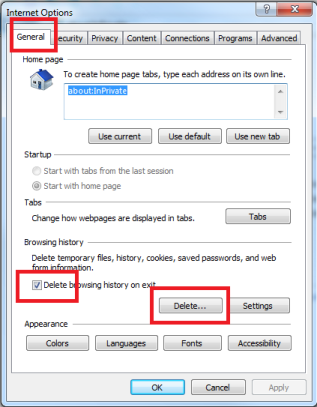 Internet Options
General Security Privacy Content Connections Programs Advanced
Home page
To create home page tabs, type each address on its own line.
about:InPrivate
Use current Use default Use new tab
Startup
Start with tabs from the last session
Start with home page
Tabs
Change how webpages are displayed in tabs. Tabs
Browsing history
Delete temporary files, history, cookies, saved passwords, and web
form information.
Delete browsing history on exit
Delete... Settings
Appearance
Colors Languages Fonts Accessibility
OK Cancel Apply